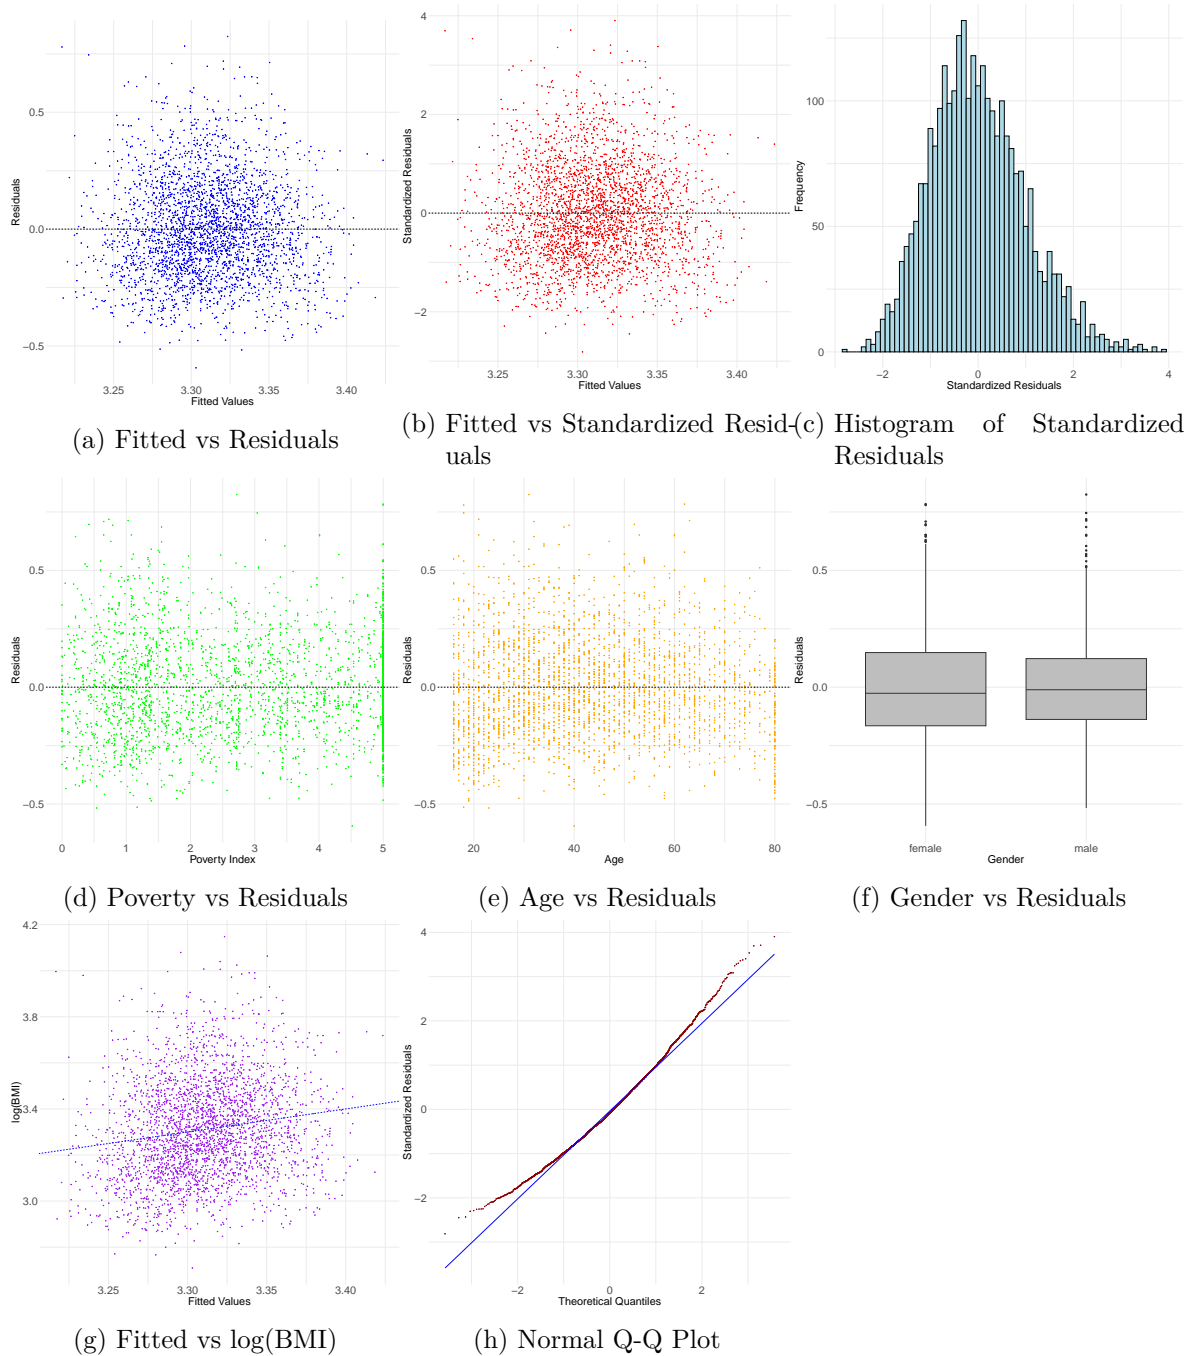 0.5
0.0
−0.5
Residuals
3.25
3.30
3.35
3.40
Fitted Values
(a) Fitted vs Residuals
4
2
0
−2
Standardized Residuals
3.25
3.30
3.35
3.40
Fitted Values
(b) Fitted vs Standardized Resid-
uals
100
50
0
Frequency
−2
0
2
4
Standardized Residuals
(c) Histogram of Standardized
Residuals
0.5
0.0
−0.5
Residuals
0
1
2
3
4
5
Poverty Index
(d) Poverty vs Residuals
0.5
0.0
−0.5
Residuals
20
40
60
80
Age
(e) Age vs Residuals
0.5
0.0
−0.5
Residuals
female
male
Gender
(f) Gender vs Residuals
4.2
3.8
3.4
3.0
log(BMI)
3.25
3.30
3.35
3.40
Fitted Values
(g) Fitted vs log(BMI)
4
2
0
−2
Standardized Residuals
−2
0
2
Theoretical Quantiles
(h) Normal Q-Q Plot